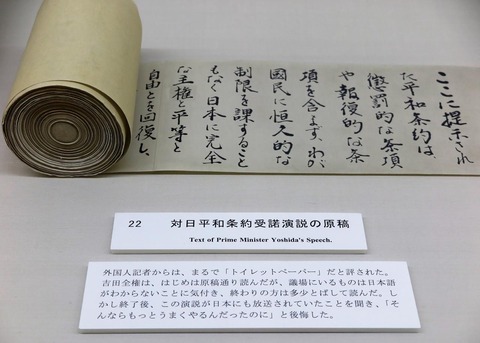 ここに提示され
た平和条約は、
懲罰的な条項
や報復的な条
項を含まず、わが
國民に恒久的な
制限を課すること
もなく日本に完全
な主権と平等と
自由とを回復し、
22 対日平和条約受諾演説の原稿
Text of Prime Minister Yoshida's Speech.
外国人記者からは、まるで「トイレットペーパー」だと評された。
吉田全権は、はじめは原稿通り読んだが、議場にいるものは日本語
がわからないことに気付き、終わりの方は多少とばして読んだ。し
かし終了後、この演説が日本にも放送されていたことを聞き、「そ
んならもっとうまくやるんだったのに」と後悔した。